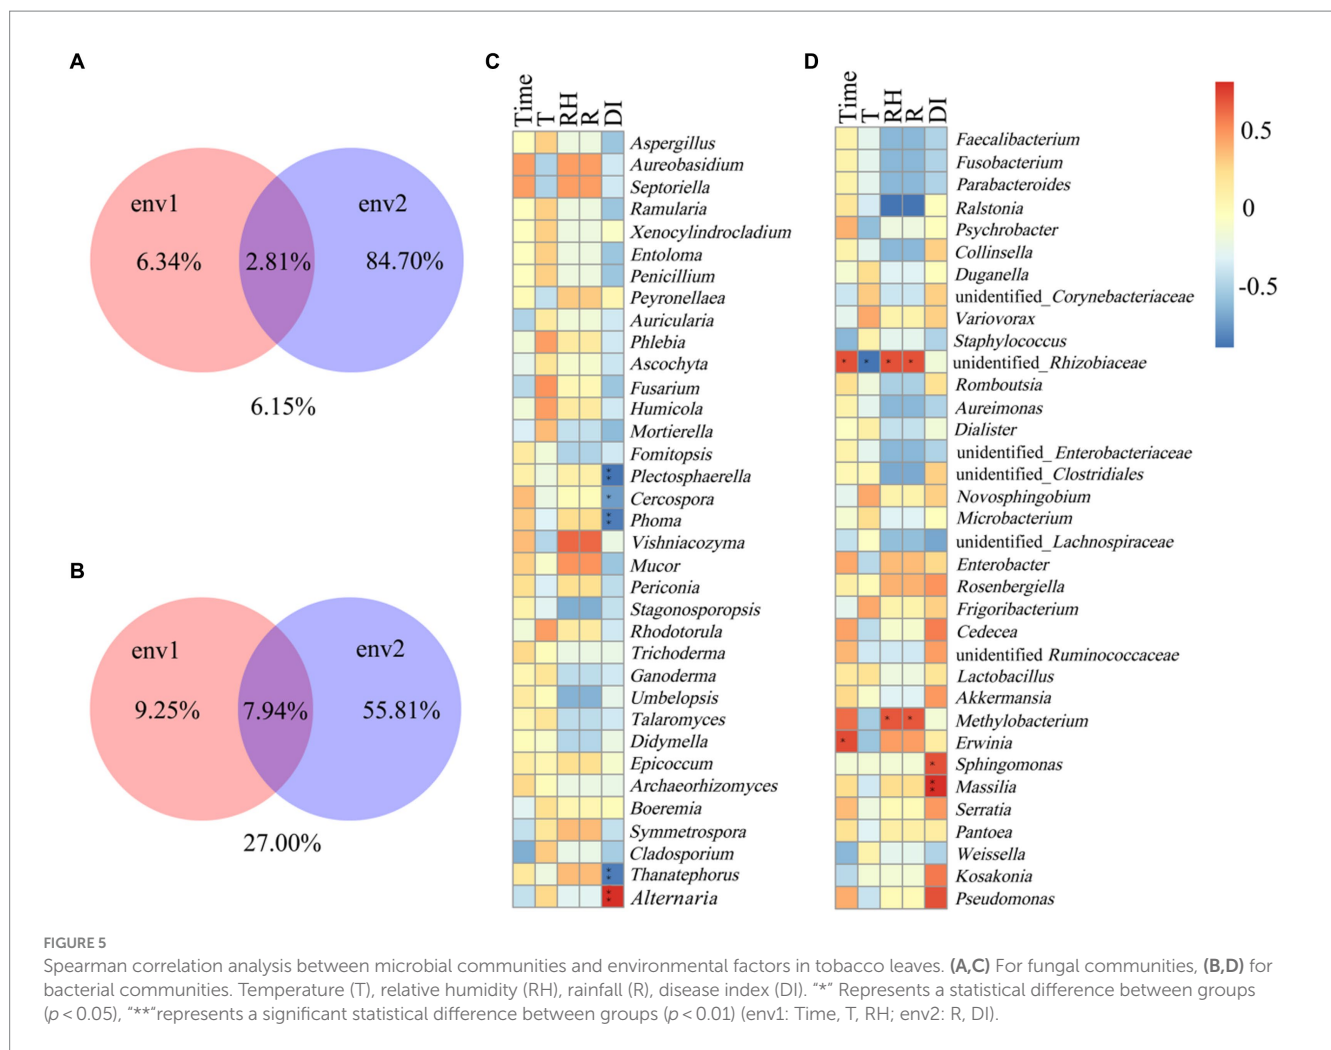 A
env1
env2
6.34%
2.81%
84.70%
6.15%
B
env1
env2
9.25%
7.94%
55.81%
27.00%
C
Time
T
RH
R
DI
Aspergillus
Aureobasidium
Septoriella
Ramularia
Xenocylindrocladium
Entoloma
Penicillium
Peyronellaea
Auricularia
Phlebia
Ascochyta
Fusarium
Humicola
Mortierella
Fomitopsis
** Plectosphaerella
* Cercospora
** Phoma
Vishniacozyma
Mucor
Periconia
Stagonosporopsis
Rhodotorula
Trichoderma
Ganoderma
Umbelopsis
Talaromyces
Didymella
Epicoccum
Archaeorhizomyces
Boeremia
Symmetrospora
Cladosporium
** Thanatephorus
** Alternaria
D
Time
T
RH
R
DI
Faecalibacterium
Fusobacterium
Parabacteroides
Ralstonia
Psychrobacter
Collinsella
Duganella
unidentified_Corynebacteriaceae
Variovorax
Staphylococcus
* * * * unidentified_Rhizobiaceae
Romboutsia
Aureimonas
Dialister
unidentified_Enterobacteriaceae
unidentified_Clostridiales
Novosphingobium
Microbacterium
unidentified_Lachnospiraceae
Enterobacter
Rosenbergiella
Frigoribacterium
Cedecea
unidentified Ruminococcaceae
Lactobacillus
Akkermansia
* * Methylobacterium
* Erwinia
* Sphingomonas
** Massilia
Serratia
Pantoea
Weissella
Kosakonia
Pseudomonas
0.5
0
-0.5
FIGURE 5
Spearman correlation analysis between microbial communities and environmental factors in tobacco leaves. (A,C) For fungal communities, (B,D) for
bacterial communities. Temperature (T), relative humidity (RH), rainfall (R), disease index (DI). "*" Represents a statistical difference between groups
(p < 0.05), "**"represents a significant statistical difference between groups (p < 0.01) (env1: Time, T, RH; env2: R, DI).